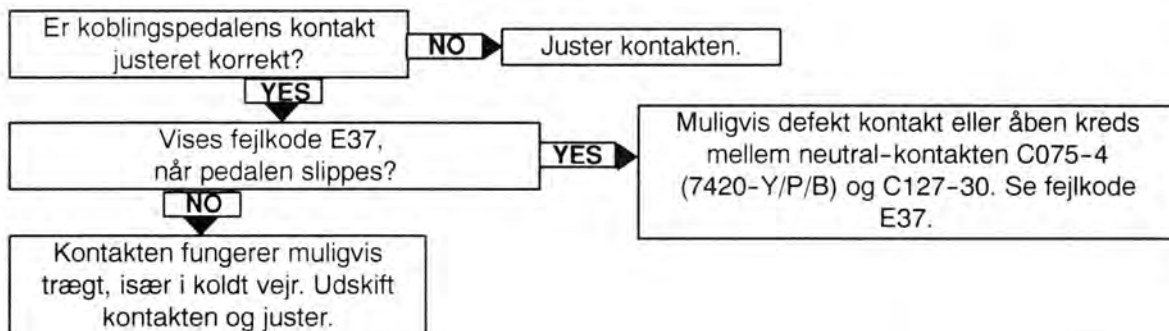 Er koblingspedalens kontakt
justeret korrekt?
NO
Juster kontakten.
YES
Vises fejlkode E37,
når pedalen slippes?
YES
Muligvis defekt kontakt eller åben kreds
mellem neutral-kontakten C075-4
(7420-Y/P/B) og C127-30. Se fejlkode
E37.
NO
Kontakten fungerer muligvis
trægt, især i koldt vejr. Udskift
kontakten og juster.